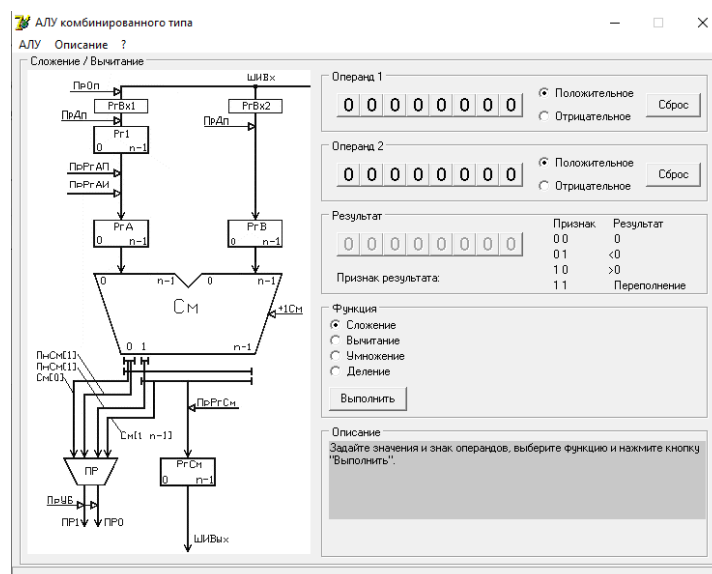 АЛУ комбинированного типа
АЛУ Описание ?
Сложение / Вычитание
ШИВх
ПрОп
РгВх1
РгВх2
ПрДп
ПрДп
Рг1
0 n-1
ПрРгАП
ПрРгАИ
РгА
0 n-1
РгВ
0 n-1
0 n-1 0 n-1
См
+1См
0 1 n-1
ПнСм[1]
ПнСм[1]
См[0]
См[1 n-1]
ПрРгСм
ПР
РгСм
0 n-1
ПрУБ
ПР1 ПР0
ШИВых
Операнд 1
0 0 0 0 0 0 0 0
Положительное
Отрицательное
Сброс
Операнд 2
0 0 0 0 0 0 0 0
Положительное
Отрицательное
Сброс
Результат
0 0 0 0 0 0 0 0
Признак результата:
Признак Результат
0 0 0
0 1 <0
1 0 >0
1 1 Переполнение
Функция
Сложение
Вычитание
Умножение
Деление
Выполнить
Описание
Задайте значения и знак операндов, выберите функцию и нажмите кнопку
"Выполнить".